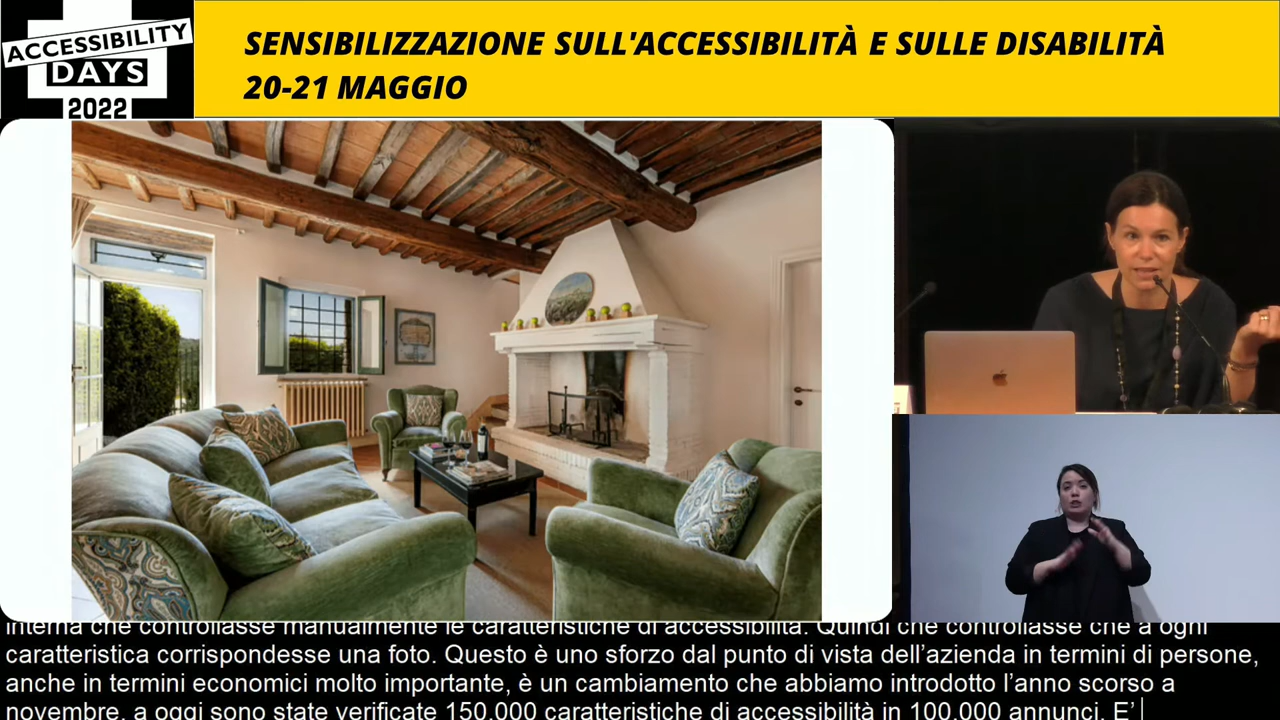 ACCESSIBILITY
DAYS
2022
SENSIBILIZZAZIONE SULL'ACCESSIBILITÀ E SULLE DISABILITÀ
20-21 MAGGIO
interna che controllasse manualmente le caratteristiche di accessibilità. Quindi che controllasse che a ogni
caratteristica corrispondesse una foto. Questo è uno sforzo dal punto di vista dell'azienda in termini di persone,
anche in termini economici molto importante, è un cambiamento che abbiamo introdotto l'anno scorso a
novembre, a oggi sono state verificate 150.000 caratteristiche di accessibilità in 100.000 annunci. E'